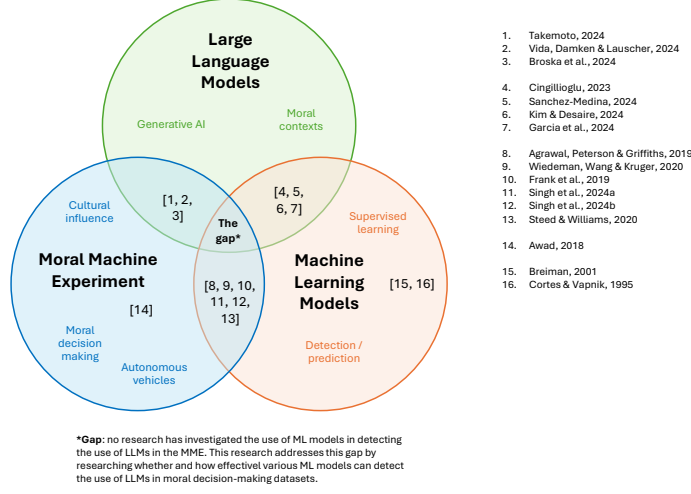 Large
Language
Models
Generative AI
Moral
contexts
Cultural
influence
[1, 2,
3]
[4, 5,
6, 7]
The
gap*
Supervised
learning
Moral Machine
Experiment
Machine
Learning
Models
[8, 9, 10,
11, 12,
13]
[15, 16]
[14]
Moral
decision
making
Autonomous
vehicles
Detection /
prediction
1. Takemoto, 2024
2. Vida, Damken & Lauscher, 2024
3. Broska et al., 2024
4. Cingillioglu, 2023
5. Sanchez-Medina, 2024
6. Kim & Desaire, 2024
7. Garcia et al., 2024
8. Agrawal, Peterson & Griffiths, 2019
9. Wiedeman, Wang & Kruger, 2020
10. Frank et al., 2019
11. Singh et al., 2024a
12. Singh et al., 2024b
13. Steed & Williams, 2020
14. Awad, 2018
15. Breiman, 2001
16. Cortes & Vapnik, 1995
*Gap: no research has investigated the use of ML models in detecting
the use of LLMs in the MME. This research addresses this gap by
researching whether and how effectivel various ML models can detect
the use of LLMs in moral decision-making datasets.